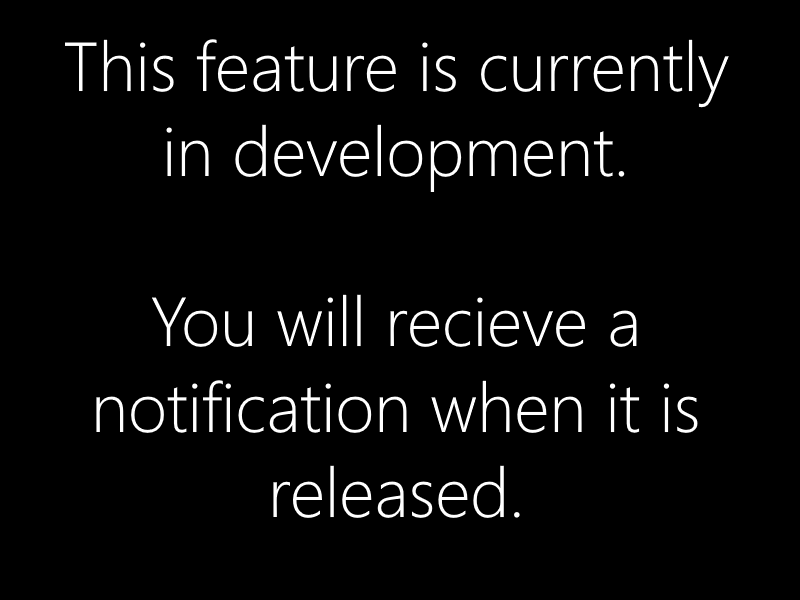 This feature is currently
in development.
You will recieve a
notification when it is
released.